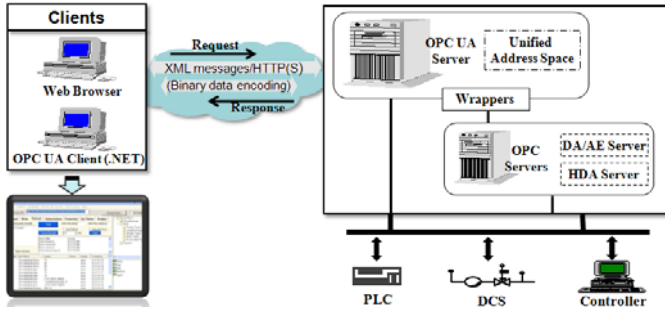 Clients
Web Browser
OPC UA Client (.NET)
Request
XML messages/HTTP(S)
(Binary data encoding)
Response
OPC UA
Server
Unified
Address Space
Wrappers
OPC
Servers
DA/AE Server
HDA Server
PLC
DCS
Controller